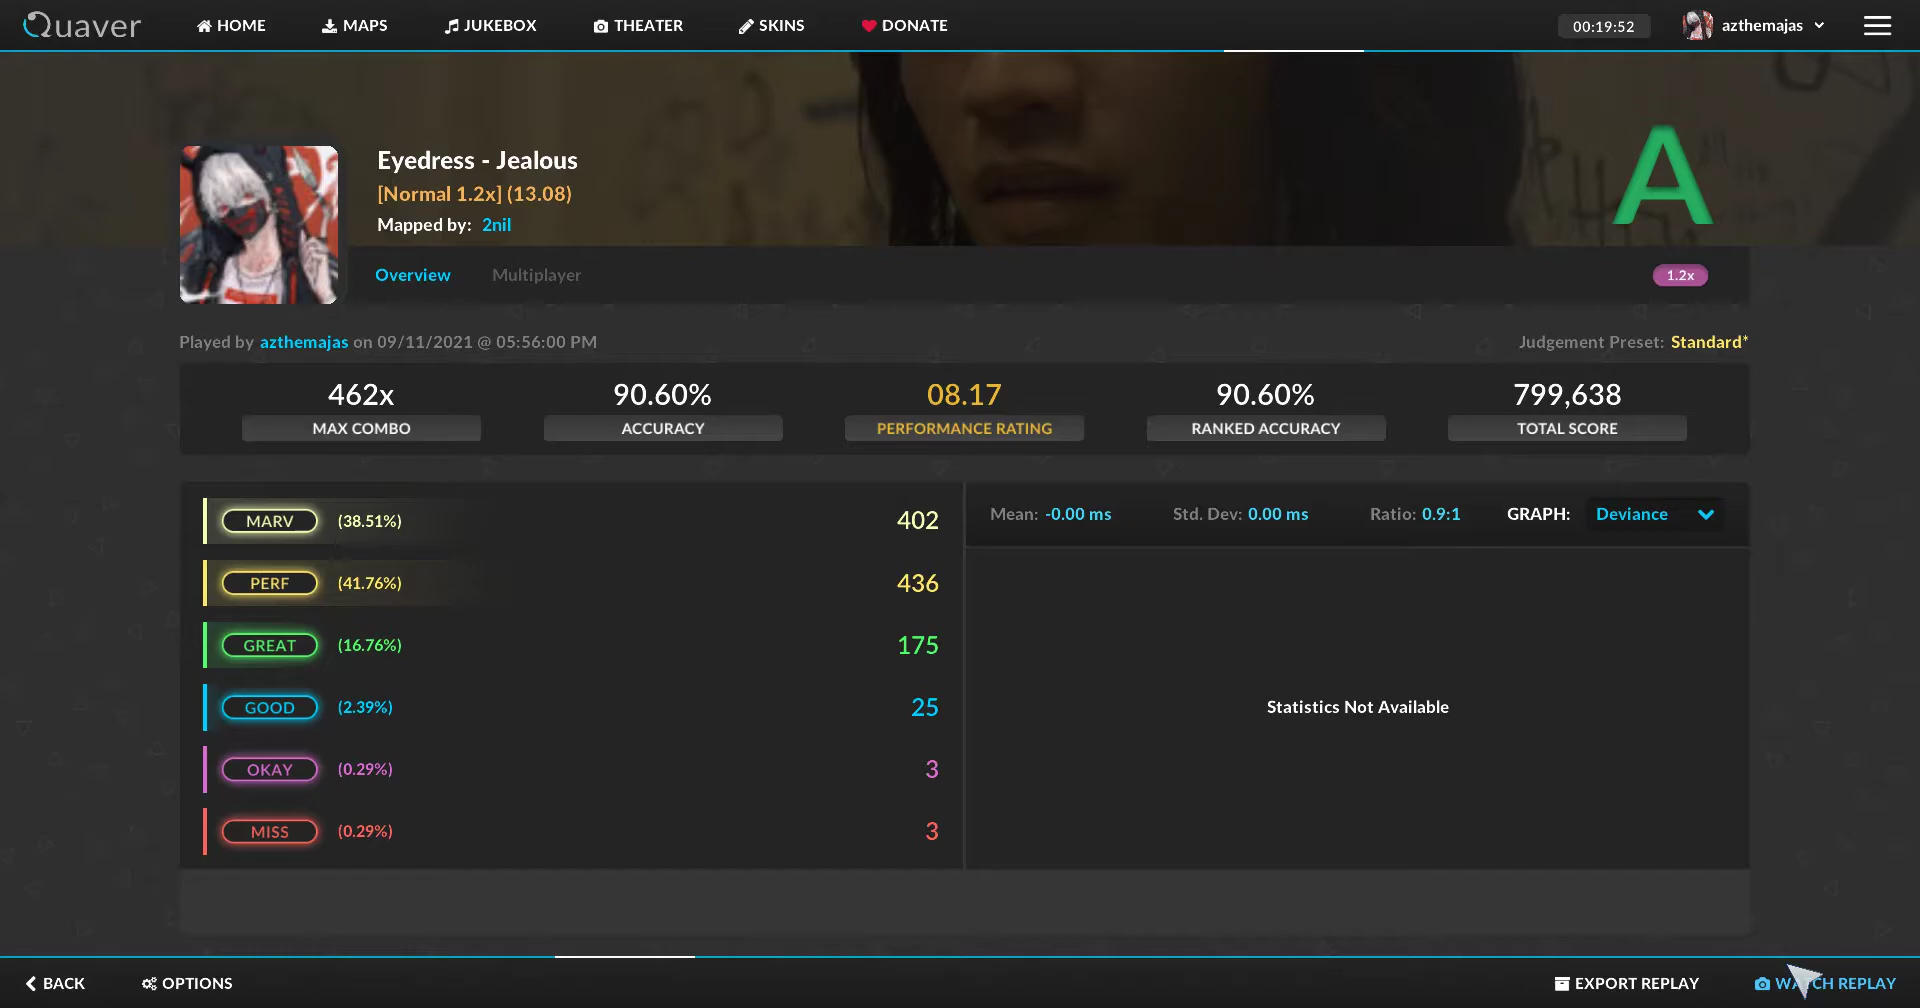 Quaver HOME MAPS JUKEBOX THEATER SKINS DONATE 00:19:52 azthemajas
Eyedress - Jealous
[Normal 1.2x] (13.08)
Mapped by: 2nil
A
Overview Multiplayer 1.2x
Played by azthemajas on 09/11/2021 @ 05:56:00 PM Judgement Preset: Standard*
462x 90.60% 08.17 90.60% 799,638
MAX COMBO ACCURACY PERFORMANCE RATING RANKED ACCURACY TOTAL SCORE
MARV (38.51%) 402
PERF (41.76%) 436
GREAT (16.76%) 175
GOOD (2.39%) 25
OKAY (0.29%) 3
MISS (0.29%) 3
Mean: -0.00 ms Std. Dev: 0.00 ms Ratio: 0.9:1 GRAPH: Deviance
Statistics Not Available
BACK OPTIONS EXPORT REPLAY WATCH REPLAY